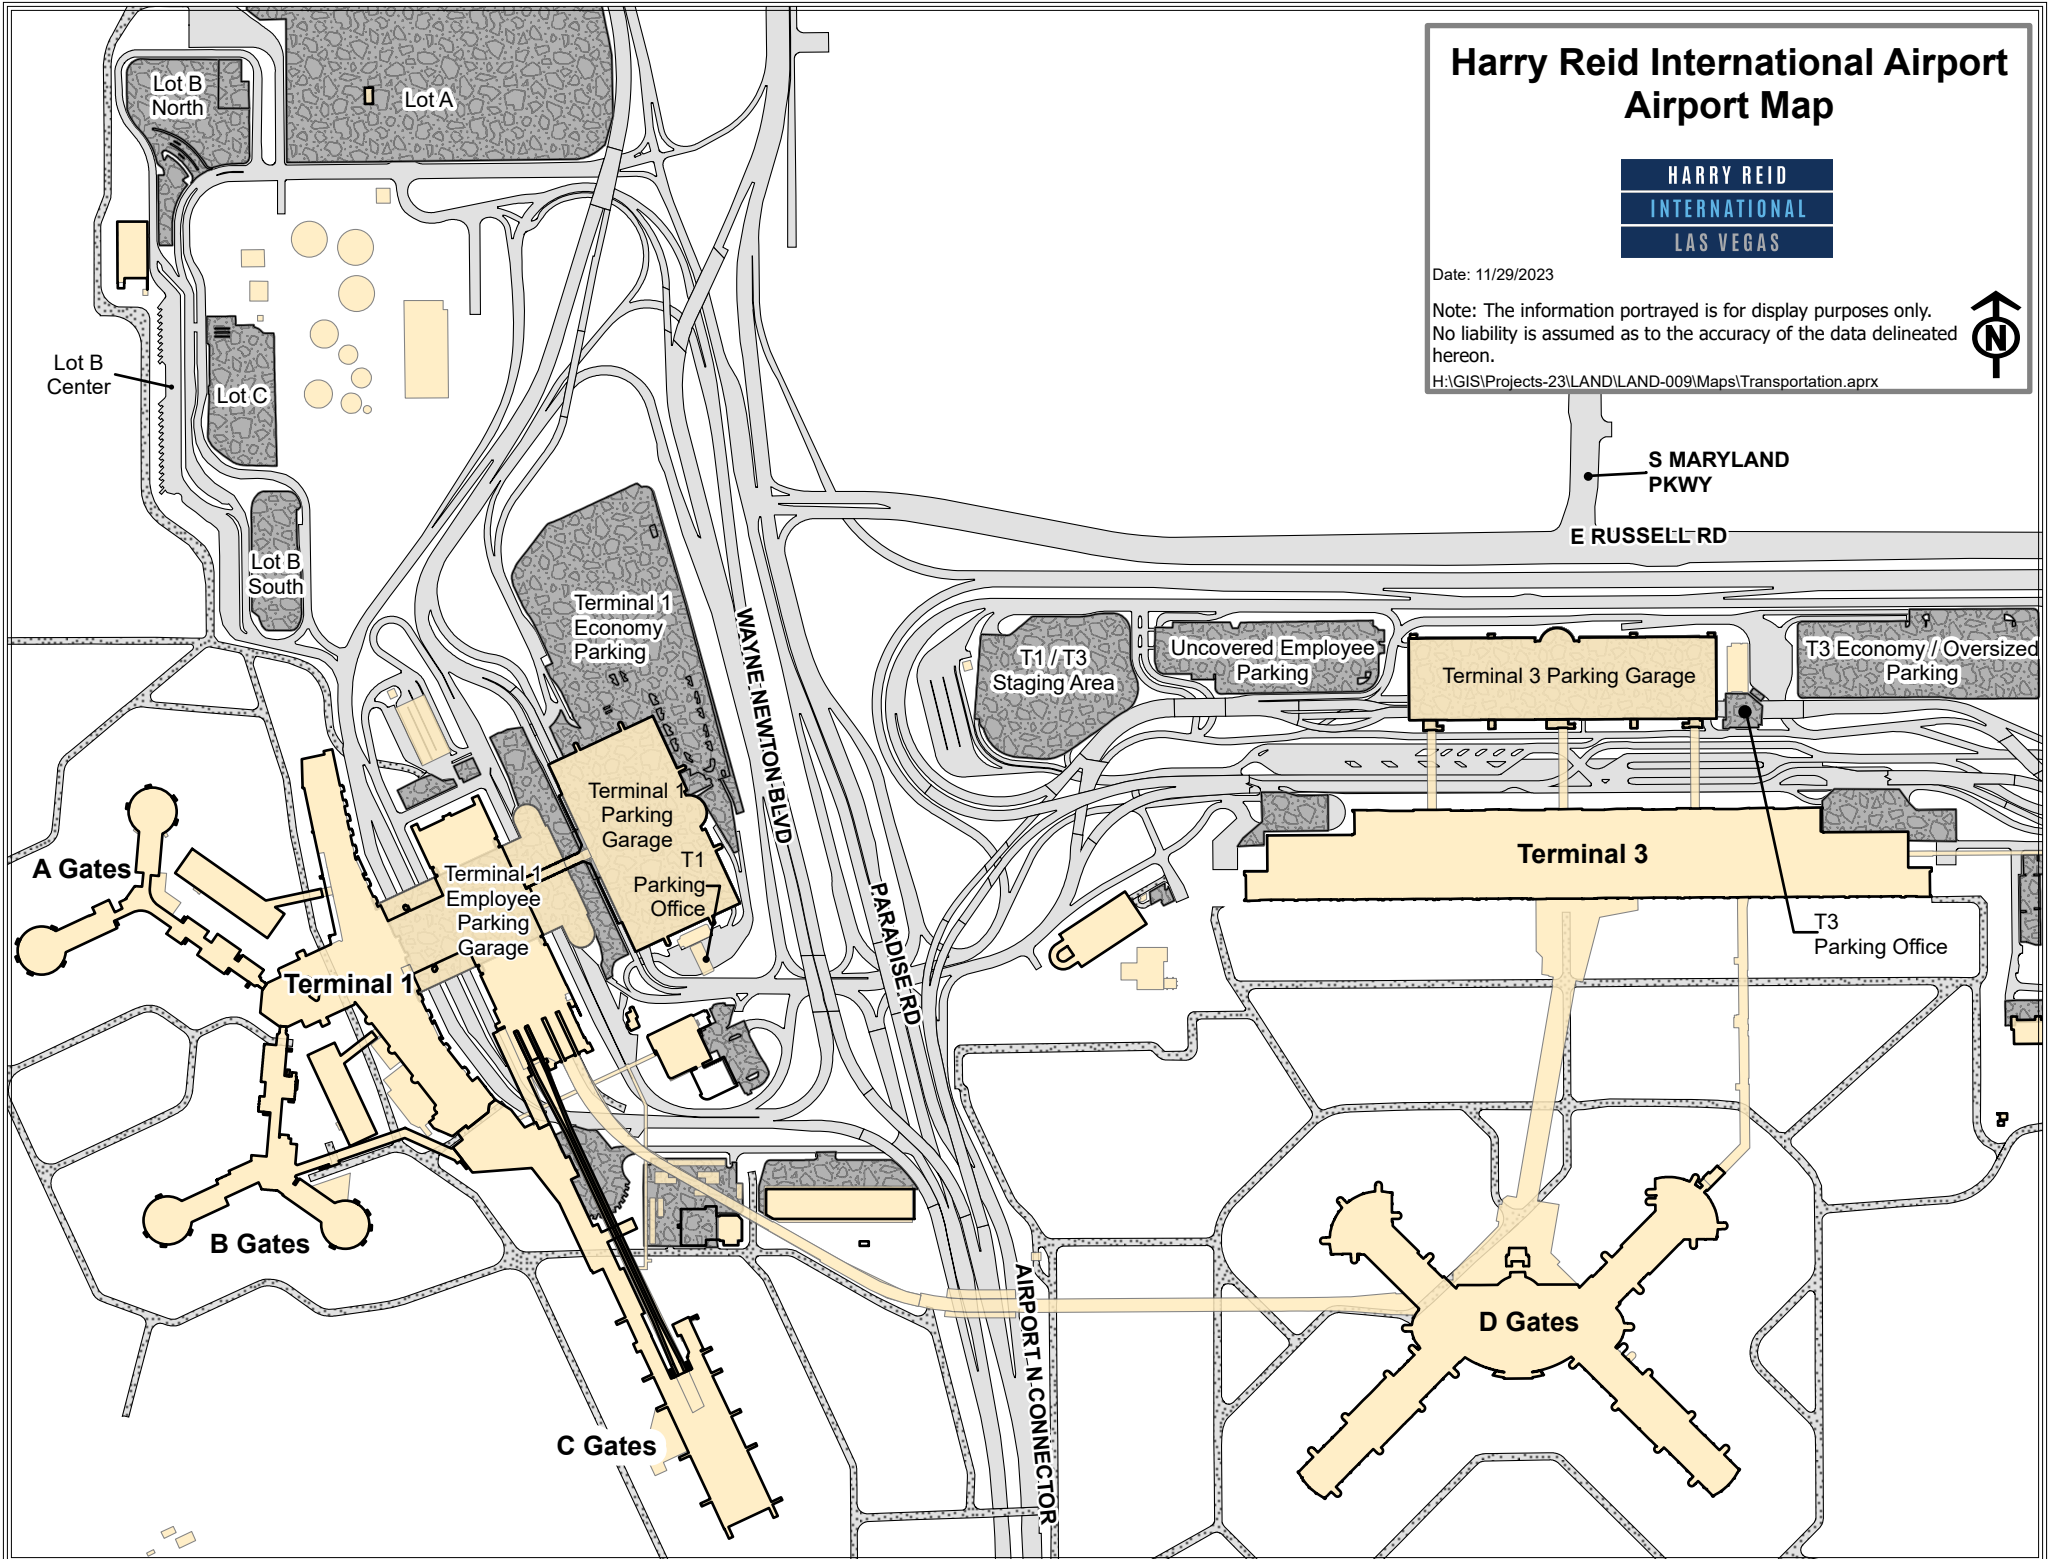 Harry Reid International Airport
Airport Map
HARRY REID
INTERNATIONAL
LAS VEGAS
Date: 11/29/2023
Note: The information portrayed is for display purposes only.
No liability is assumed as to the accuracy of the data delineated
hereon.
H:\GIS\Projects-23\LAND\LAND-009\Maps\Transportation.aprx
N
Lot B
North
Lot A
Lot B
Center
Lot C
Lot B
South
S MARYLAND
PKWY
E RUSSELL RD
Terminal 1
Economy
Parking
WAYNE NEWTON BLVD
T1 / T3
Staging Area
Uncovered Employee
Parking
Terminal 3 Parking Garage
T3 Economy / Oversized
Parking
Terminal 1
Parking
Garage
T1
Parking
Office
Terminal 1
Employee
Parking
Garage
A Gates
Terminal 1
PARADISE RD
Terminal 3
T3
Parking Office
B Gates
C Gates
AIRPORT N CONNECTOR
D Gates